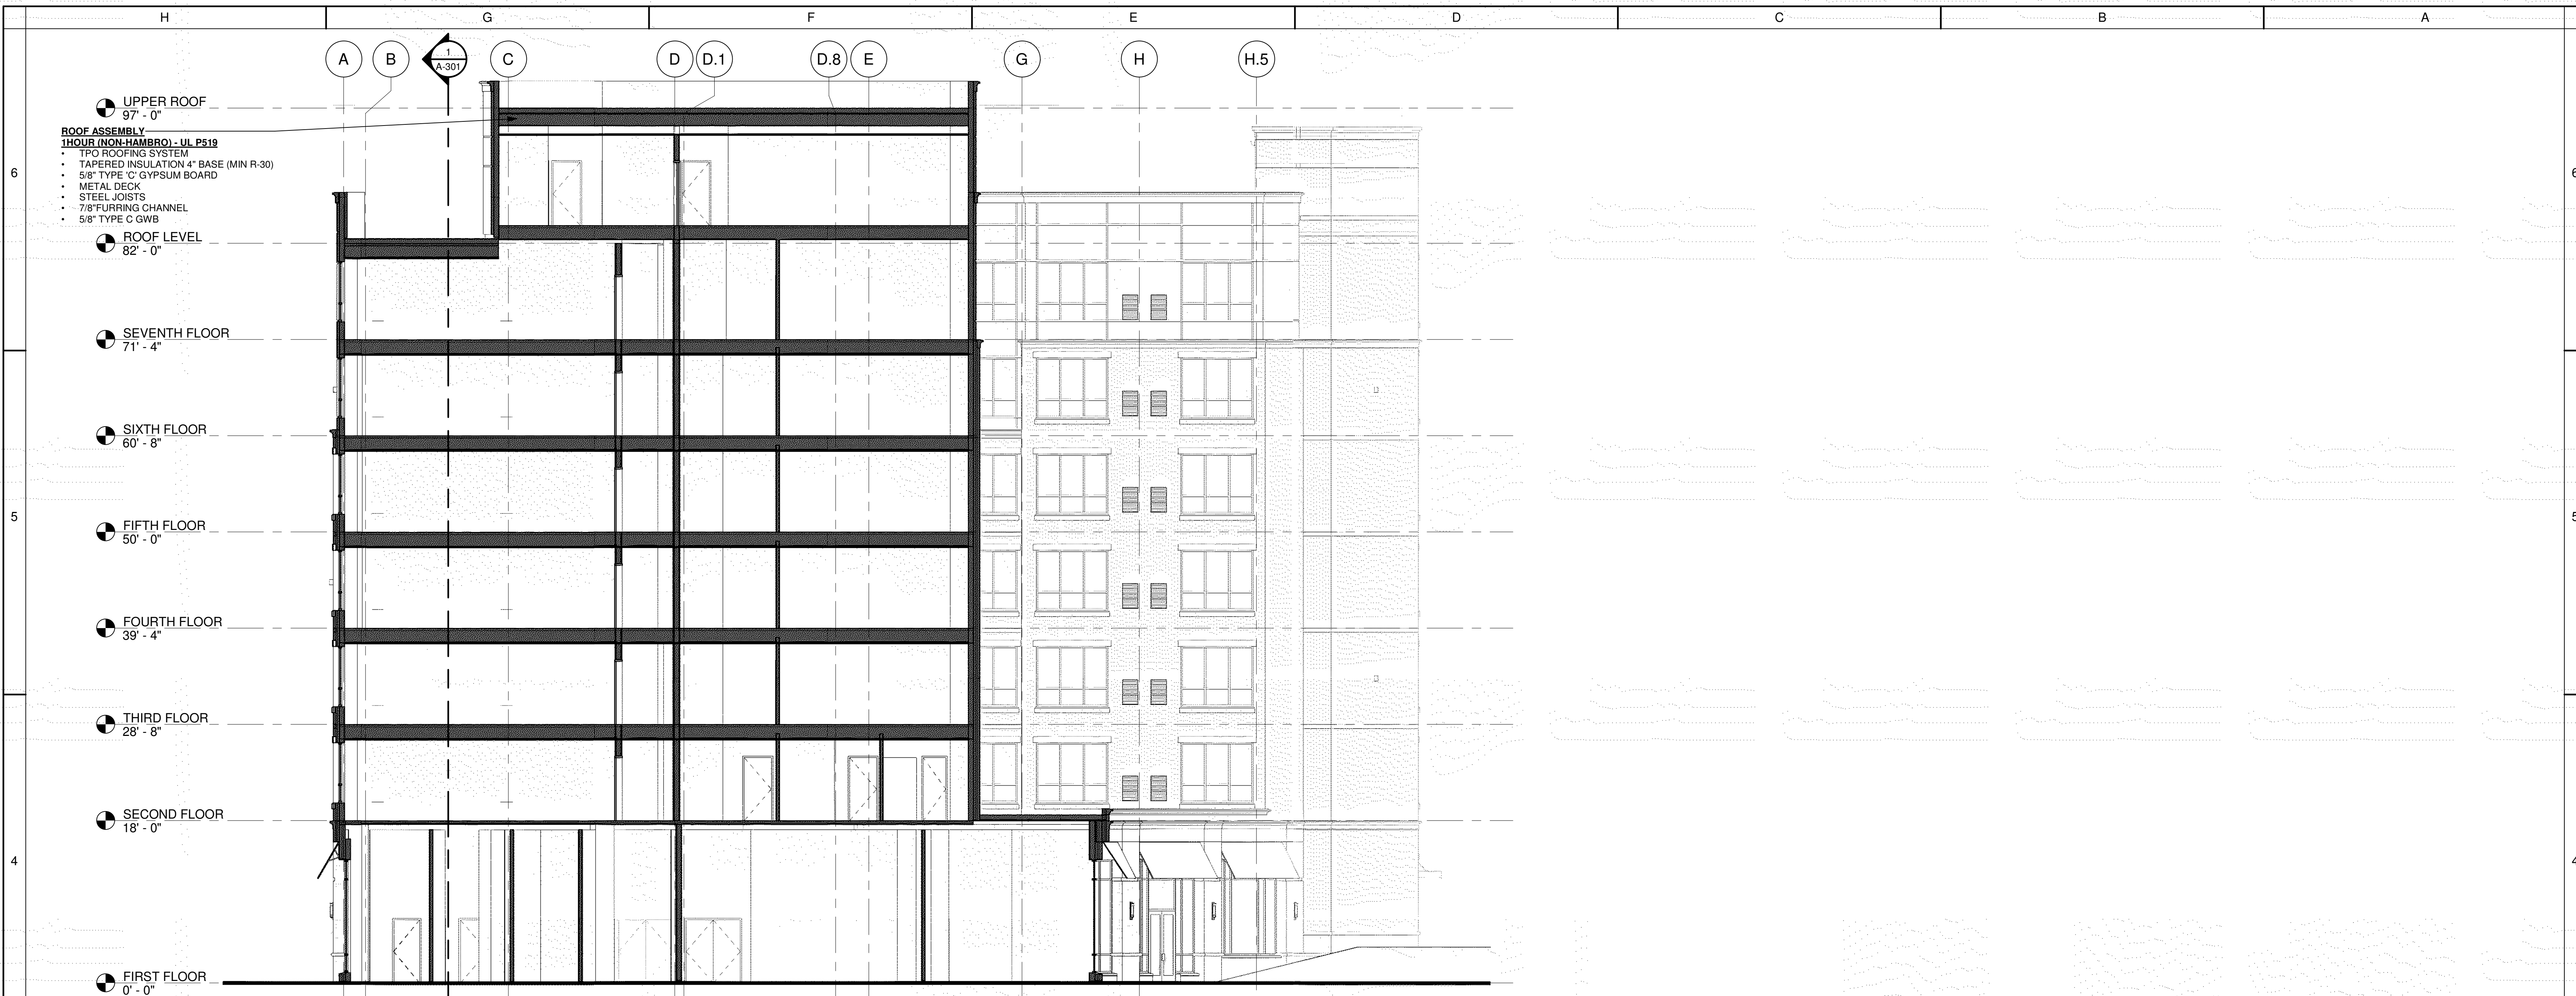 H G F E D C B A
A B C D D.1 D.8 E G H H.5
1
A-301
UPPER ROOF
97' - 0"
ROOF ASSEMBLY
1HOUR (NON-HAMBRO) - UL P519
• TPO ROOFING SYSTEM
• TAPERED INSULATION 4" BASE (MIN R-30)
• 5/8" TYPE 'C' GYPSUM BOARD
• METAL DECK
• STEEL JOISTS
• 7/8"FURRING CHANNEL
• 5/8" TYPE C GWB
6 6
ROOF LEVEL
82' - 0"
SEVENTH FLOOR
71' - 4"
SIXTH FLOOR
60' - 8"
5 5
FIFTH FLOOR
50' - 0"
FOURTH FLOOR
39' - 4"
THIRD FLOOR
28' - 8"
SECOND FLOOR
18' - 0"
4 4
FIRST FLOOR
0' - 0"